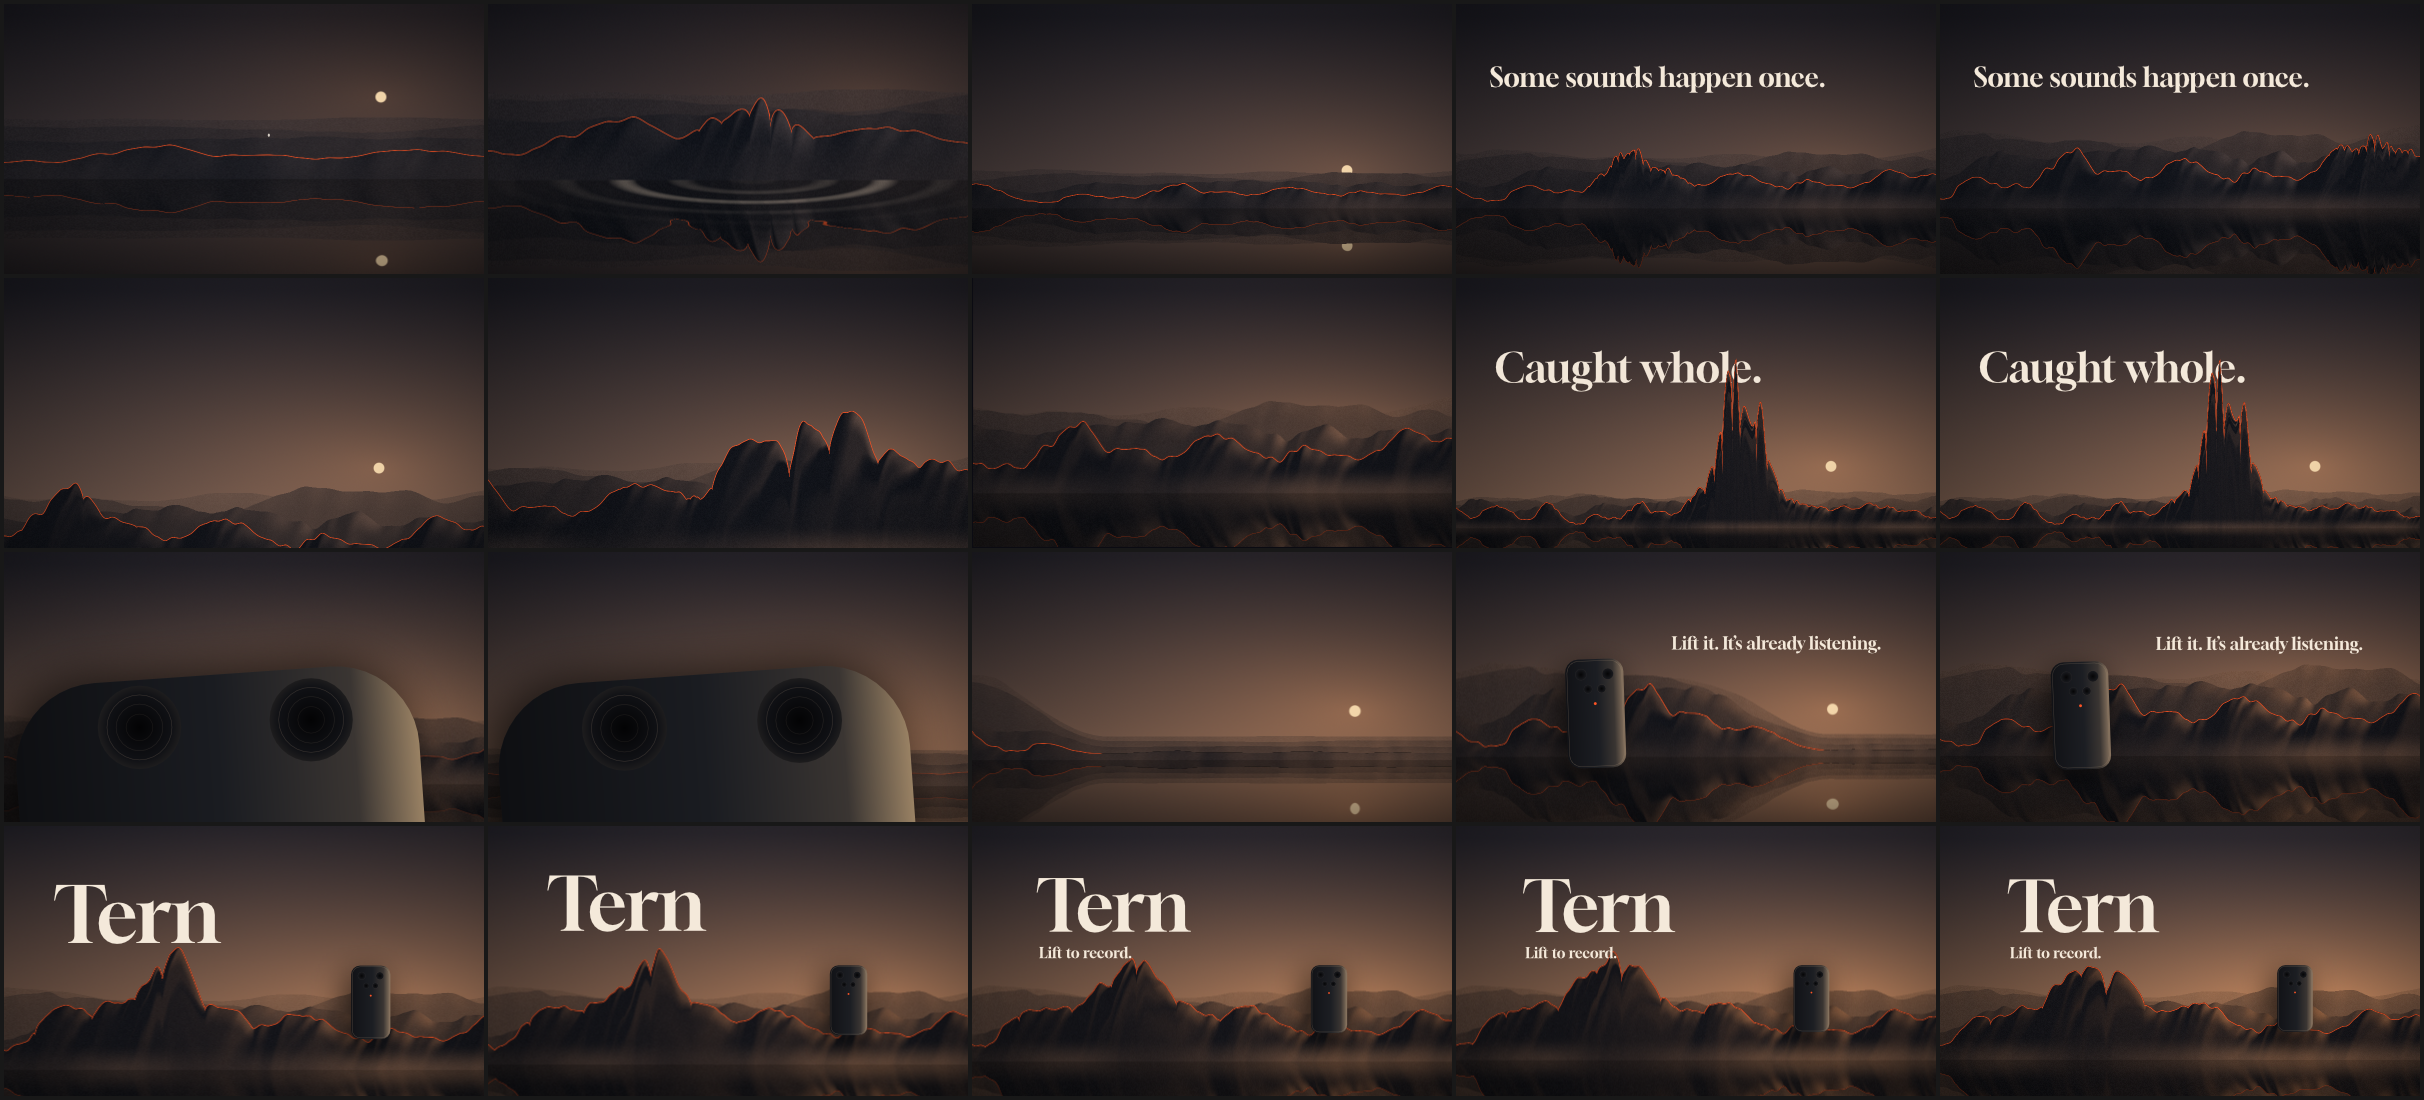 Some sounds happen once.
Some sounds happen once.
Caught whole.
Caught whole.
Lift it. It's already listening.
Lift it. It's already listening.
Tern
Tern
Tern
Lift to record.
Tern
Lift to record.
Tern
Lift to record.